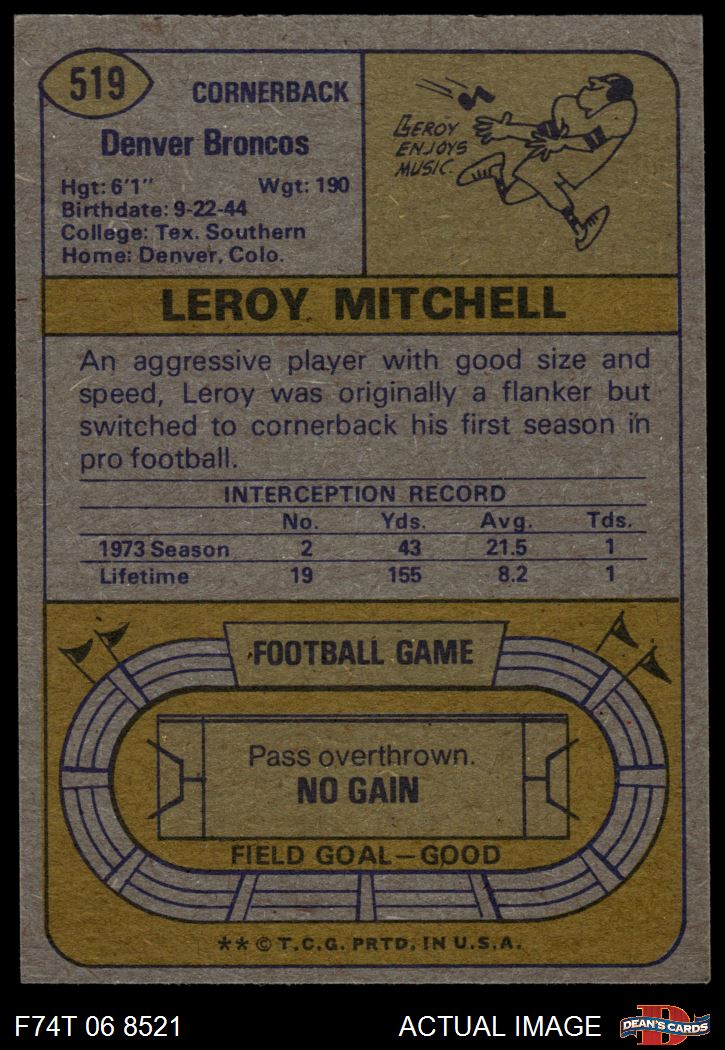 519
CORNERBACK
Denver Broncos
Hgt: 6'1" Wgt: 190
Birthdate: 9-22-44
College: Tex. Southern
Home: Denver, Colo.
LEROY
ENJOYS
MUSIC.
LEROY MITCHELL
An aggressive player with good size and
speed, Leroy was originally a flanker but
switched to cornerback his first season in
pro football.
INTERCEPTION RECORD
No. Yds. Avg. Tds.
1973 Season 2 43 21.5 1
Lifetime 19 155 8.2 1
FOOTBALL GAME
Pass overthrown.
NO GAIN
FIELD GOAL—GOOD
** © T.C.G. PRTD. IN U.S.A.
F74T 06 8521
ACTUAL IMAGE
D
DEAN'S CARDS